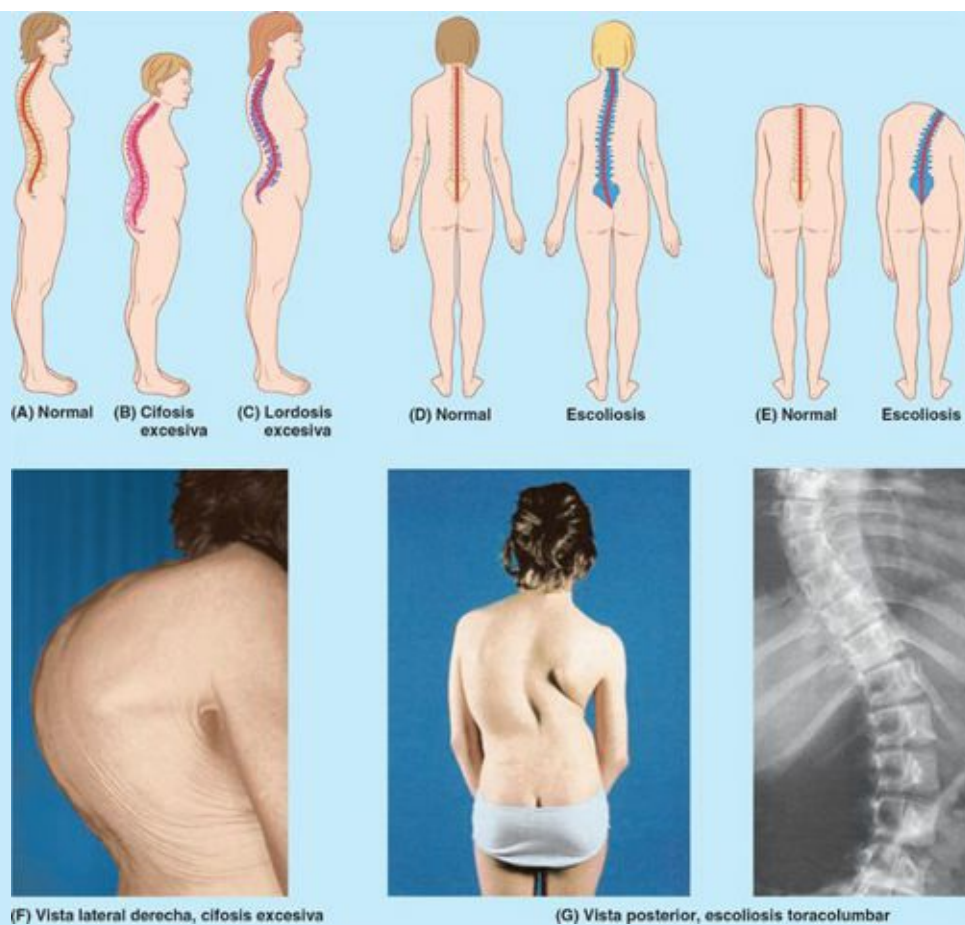 (A) Normal
(B) Cifosis
excesiva
(C) Lordosis
excesiva
(D) Normal
Escoliosis
(E) Normal
Escoliosis
(F) Vista lateral derecha, cifosis excesiva
(G) Vista posterior, escoliosis toracolumbar